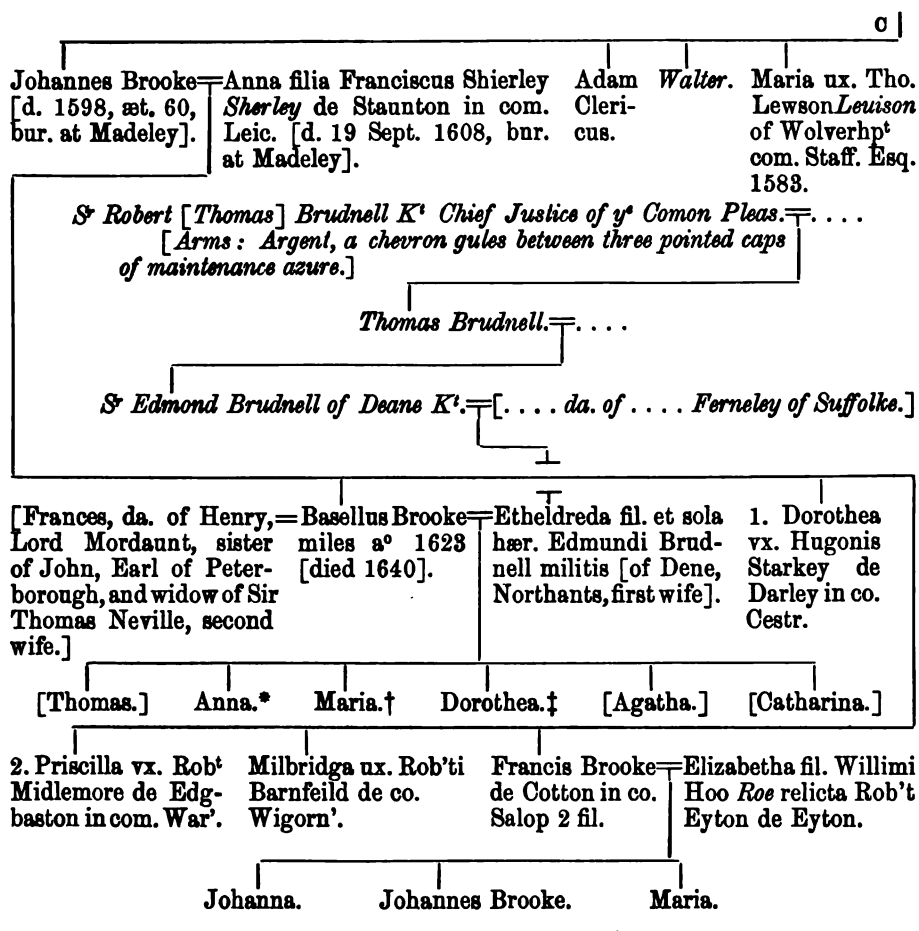 C
Johannes Brooke=Anna filia Franciscus Shierley
[d. 1598, æt. 60,
bur. at Madeley].
Sherley de Staunton in com.
Leic. [d. 19 Sept. 1608, bur.
at Madeley].
Adam
Cleri-
cus.
Walter.
Maria ux. Tho.
Lewson Leuison
of Wolverhpᵗ
com. Staff. Esq.
1583.
Sʳ Robert [Thomas] Brudnell Kᵗ Chief Justice of yᵉ Comon Pleas.=. . . .
[Arms: Argent, a chevron gules between three pointed caps
of maintenance azure.]
Thomas Brudnell.=. . . .
Sʳ Edmond Brudnell of Deane Kᵗ.=[. . . . da. of . . . . Ferneley of Suffolke.]
[Frances, da. of Henry,
Lord Mordaunt, sister
of John, Earl of Peter-
borough, and widow of Sir
Thomas Neville, second
wife.]
=Basellus Brooke=
miles aᵒ 1623
[died 1640].
Etheldreda fil. et sola
hær. Edmundi Brud-
nell militis [of Dene,
Northants, first wife].
1. Dorothea
vx. Hugonis
Starkey de
Darley in co.
Cestr.
[Thomas.] Anna.* Maria.† Dorothea.‡ [Agatha.] [Catharina.]
2. Priscilla vx. Robᵗ
Midlemore de Edg-
baston in com. War'.
Milbridga ux. Rob'ti
Barnfeild de co.
Wigorn'.
Francis Brooke=
de Cotton in co.
Salop 2 fil.
Elizabetha fil. Willimi
Hoo Roe relicta Rob't
Eyton de Eyton.
Johanna. Johannes Brooke. Maria.